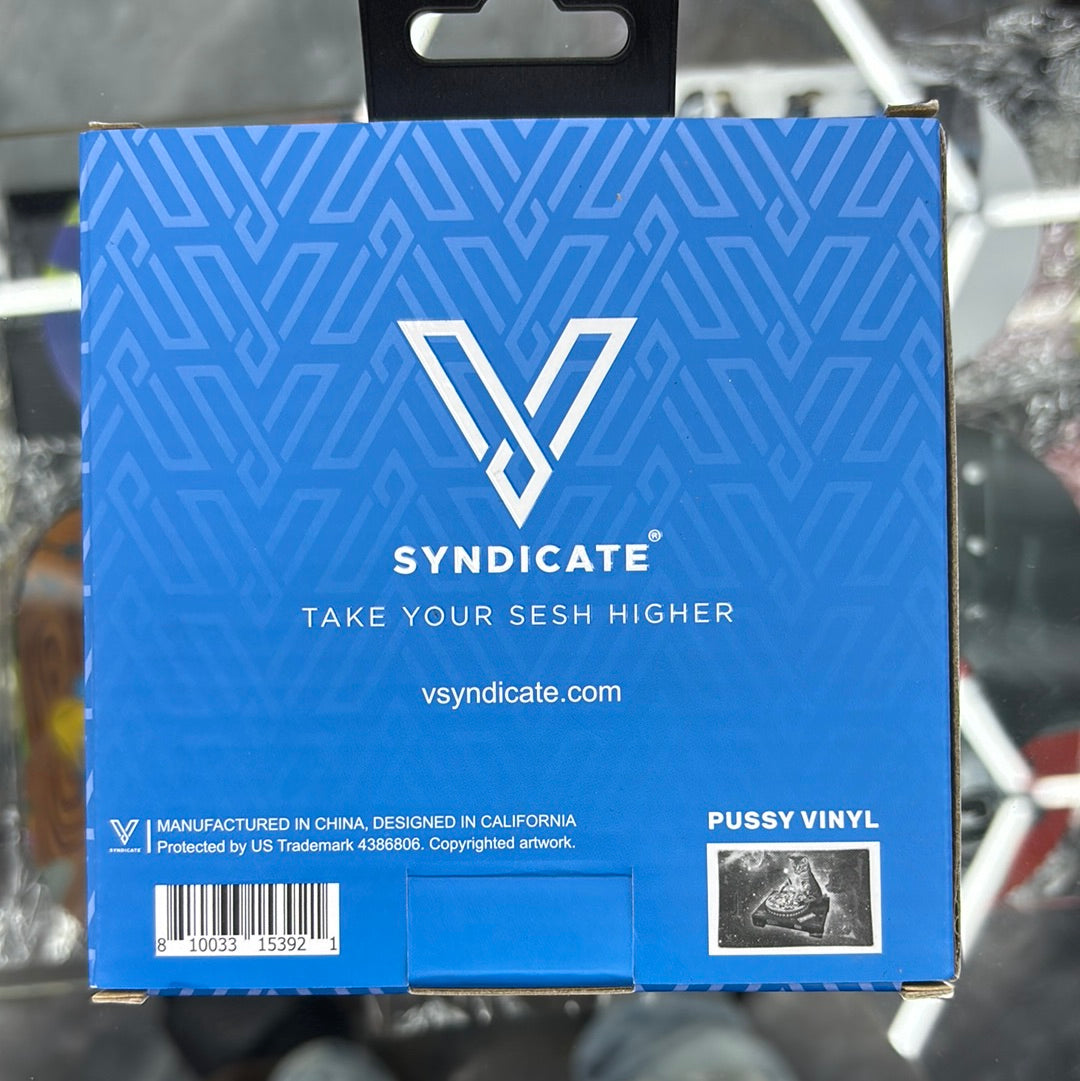 SYNDICATE®
TAKE YOUR SESH HIGHER
vsyndicate.com
SYNDICATE
MANUFACTURED IN CHINA, DESIGNED IN CALIFORNIA
Protected by US Trademark 4386806. Copyrighted artwork.
PUSSY VINYL
8 10033 15392 1